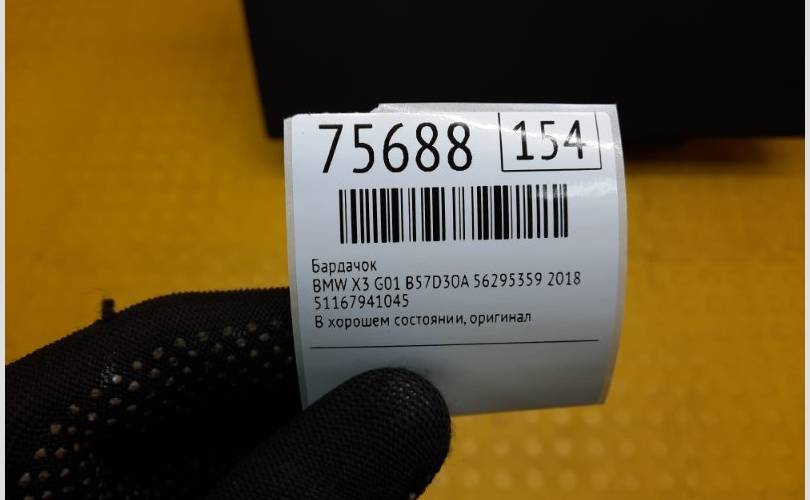 75688 154
Бардачок
BMW X3 G01 B57D30A 56295359 2018
51167941045
В хорошем состоянии, оригинал